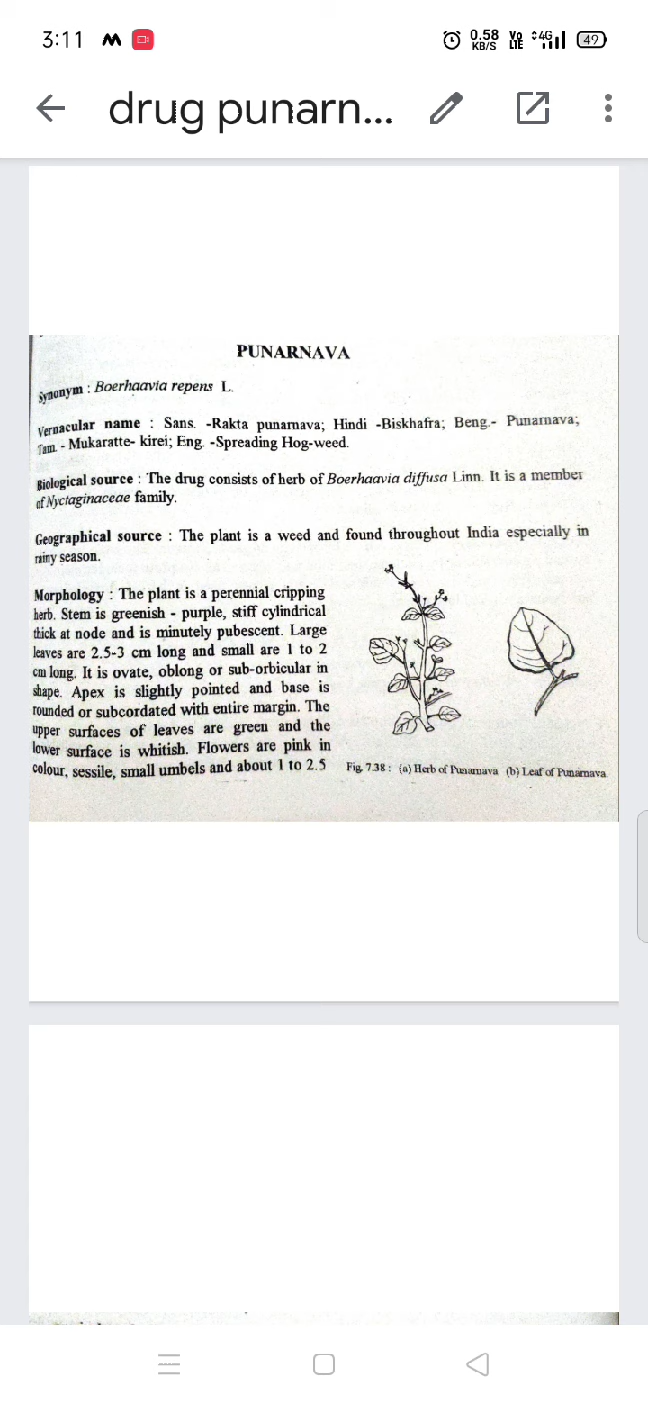 3:11
0.58 KB/S
Vo LTE
4G
49
drug punarn...
PUNARNAVA
Synonym : Boerhaavia repens L.
Vernacular name : Sans. -Rakta punarnava; Hindi -Biskhafra; Beng.- Punarnava;
Tam. - Mukaratte- kirei; Eng. -Spreading Hog-weed.
Biological source : The drug consists of herb of Boerhaavia diffusa Linn. It is a member
of Nyctaginaceae family.
Geographical source : The plant is a weed and found throughout India especially in
rainy season.
Morphology : The plant is a perennial cripping
herb. Stem is greenish - purple, stiff cylindrical
thick at node and is minutely pubescent. Large
leaves are 2.5-3 cm long and small are 1 to 2
cm long. It is ovate, oblong or sub-orbicular in
shape. Apex is slightly pointed and base is
rounded or subcordated with entire margin. The
upper surfaces of leaves are green and the
lower surface is whitish. Flowers are pink in
colour, sessile, small umbels and about 1 to 2.5
Fig. 7.38 : (a) Herb of Punarnava (b) Leaf of Punarnava